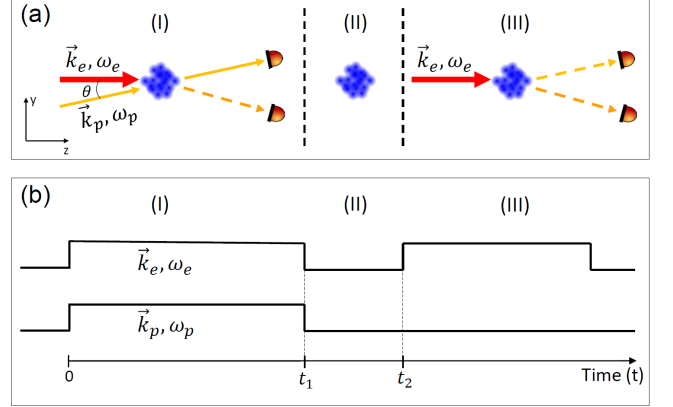 (a) (I) (II) (III)
k⃗ₑ, ωₑ k⃗ₑ, ωₑ
θ
y
k⃗ₚ, ωₚ
z
(b)
(I) (II) (III)
k⃗ₑ, ωₑ
k⃗ₚ, ωₚ
0 t₁ t₂ Time (t)